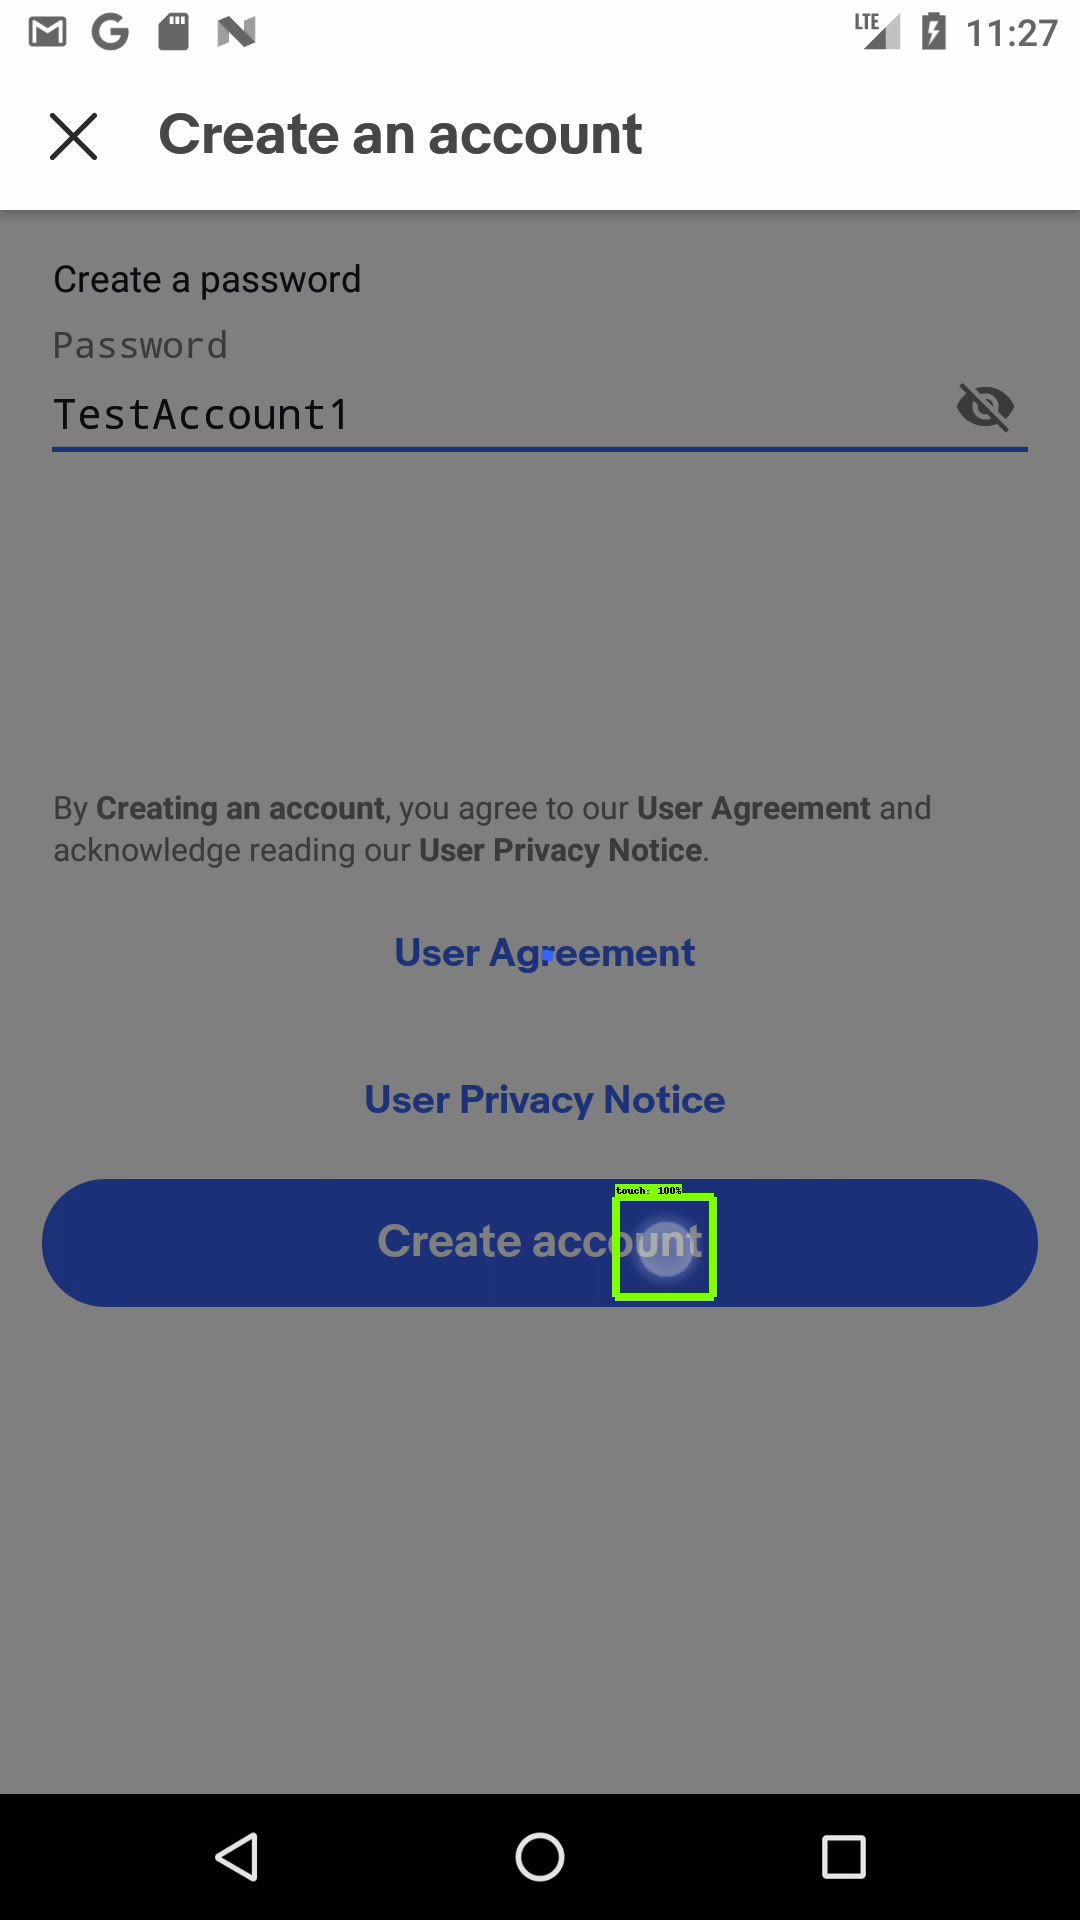 LTE 11:27
Create an account
Create a password
Password
TestAccount1
By Creating an account, you agree to our User Agreement and
acknowledge reading our User Privacy Notice.
User Agreement
User Privacy Notice
touch: 100%
Create account